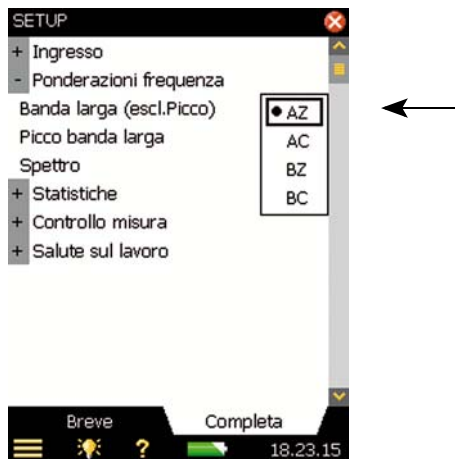 SETUP
+ Ingresso
- Ponderazioni frequenza
Banda larga (escl.Picco)
AZ
Picco banda larga
AC
Spettro
BZ
+ Statistiche
BC
+ Controllo misura
+ Salute sul lavoro
Breve
Completa
?
18.23.15